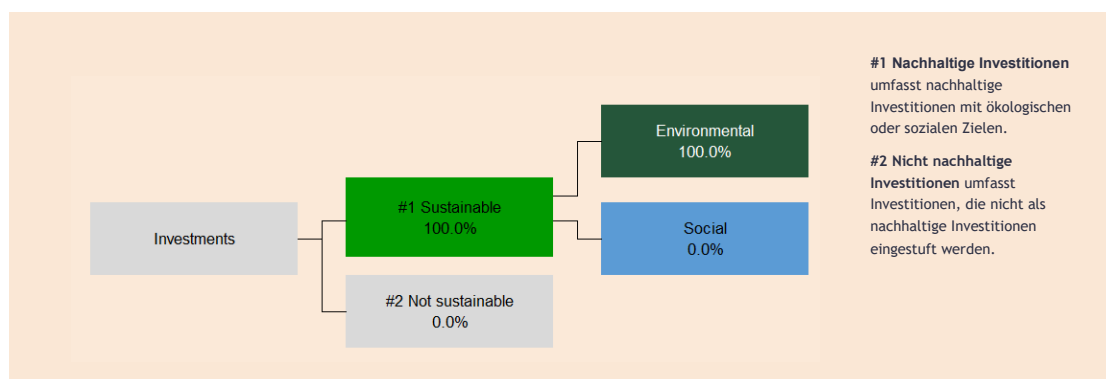 Investments
#1 Sustainable
100.0%
#2 Not sustainable
0.0%
Environmental
100.0%
Social
0.0%
#1 Nachhaltige Investitionen
umfasst nachhaltige
Investitionen mit ökologischen
oder sozialen Zielen.
#2 Nicht nachhaltige
Investitionen umfasst
Investitionen, die nicht als
nachhaltige Investitionen
eingestuft werden.